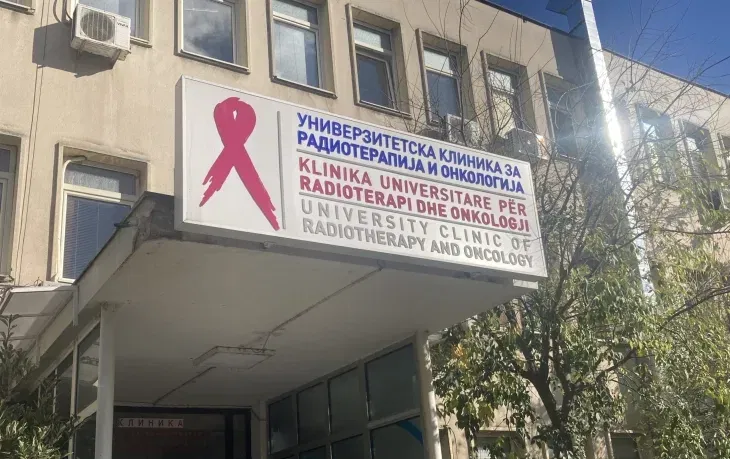 УНИВЕРЗИТЕТСКА КЛИНИКА ЗА
РАДИОТЕРАПИЈА И ОНКОЛОГИЈА
KLINIKA UNIVERSITARE PËR
RADIOTERAPI DHE ONKOLOGJI
UNIVERSITY CLINIC OF
RADIOTHERAPY AND ONCOLOGY
КЛИНИКА